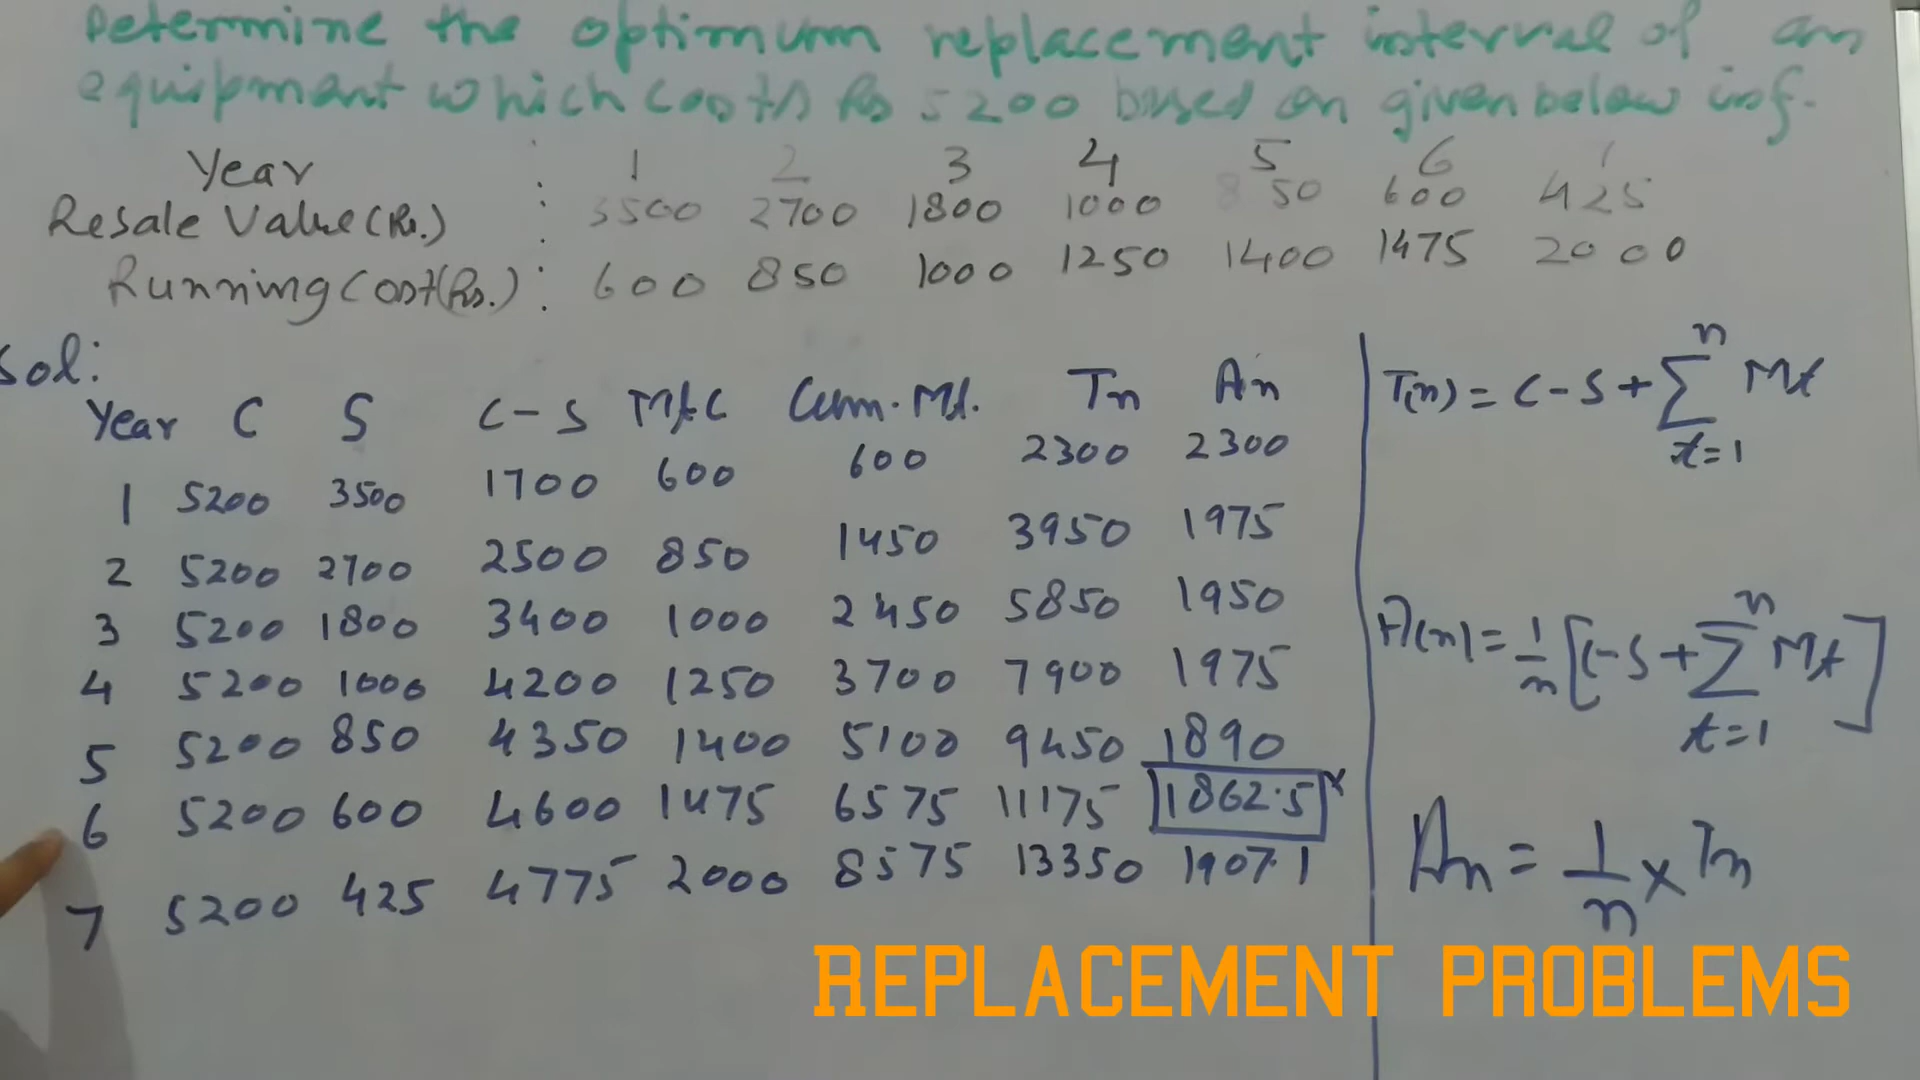 Determine the optimum replacement interval of an
equipment which costs Rs 5200 based on given below inf.
Year : 1 2 3 4 5 6
Resale Value(Rs.) : 3500 2700 1800 1000 850 600 425
Running Cost(Rs.) : 600 850 1000 1250 1400 1475 2000
Sol:
Year C S C-S Mt.C Cum. Mt. Tn An
1 5200 3500 1700 600 600 2300 2300
2 5200 2700 2500 850 1450 3950 1975
3 5200 1800 3400 1000 2450 5850 1950
4 5200 1000 4200 1250 3700 7900 1975
5 5200 850 4350 1400 5100 9450 1890
6 5200 600 4600 1475 6575 11175 1862.5
7 5200 425 4775 2000 8575 13350 1907.1
T(n) = C-S + n ∑ t=1 Mt
A(n) = 1/n [C-S + n ∑ t=1 Mt]
An = 1/n × Tn
REPLACEMENT PROBLEMS